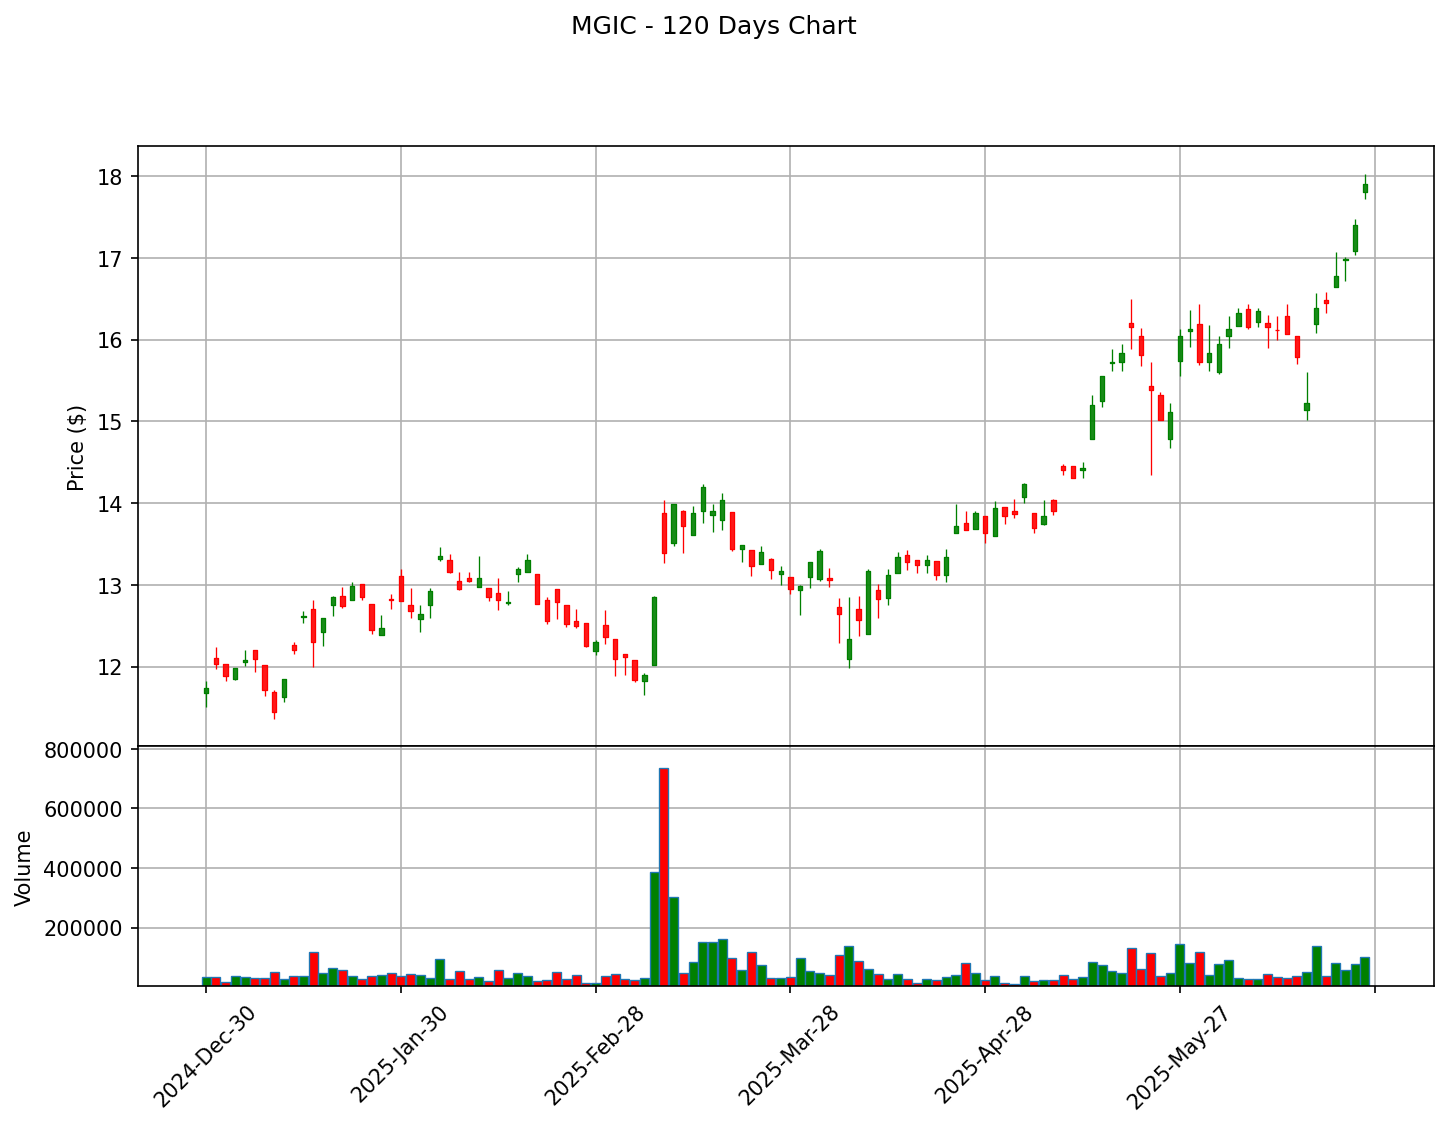 MGIC - 120 Days Chart
18
17
16
15
14
13
12
Price ($)
800000
600000
400000
200000
Volume
2024-Dec-30
2025-Jan-30
2025-Feb-28
2025-Mar-28
2025-Apr-28
2025-May-27